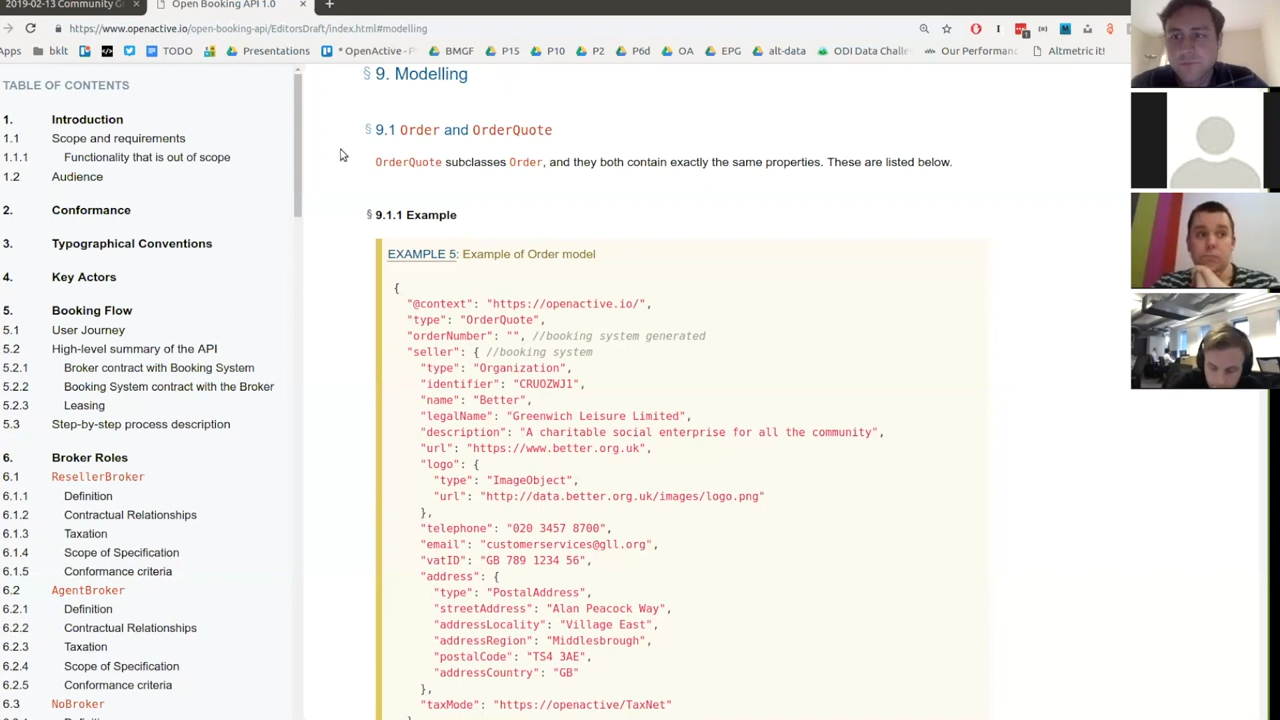 2019-02-13 Community G
Open Booking API 1.0
https://www.openactive.io/open-booking-api/EditorsDraft/index.html#modelling
Apps bklt TODO Presentations * OpenActive - BMGF P15 P10 P2 P6d OA EPG alt-data ODI Data Challe Our Performanc Altmetric it!
TABLE OF CONTENTS
1. Introduction
1.1 Scope and requirements
1.1.1 Functionality that is out of scope
1.2 Audience
2. Conformance
3. Typographical Conventions
4. Key Actors
5. Booking Flow
5.1 User Journey
5.2 High-level summary of the API
5.2.1 Broker contract with Booking System
5.2.2 Booking System contract with the Broker
5.2.3 Leasing
5.3 Step-by-step process description
6. Broker Roles
6.1 ResellerBroker
6.1.1 Definition
6.1.2 Contractual Relationships
6.1.3 Taxation
6.1.4 Scope of Specification
6.1.5 Conformance criteria
6.2 AgentBroker
6.2.1 Definition
6.2.2 Contractual Relationships
6.2.3 Taxation
6.2.4 Scope of Specification
6.2.5 Conformance criteria
6.3 NoBroker
§ 9. Modelling
§ 9.1 Order and OrderQuote
OrderQuote subclasses Order, and they both contain exactly the same properties. These are listed below.
§ 9.1.1 Example
EXAMPLE 5: Example of Order model
{
"@context": "https://openactive.io/",
"type": "OrderQuote",
"orderNumber": "", //booking system generated
"seller": { //booking system
"type": "Organization",
"identifier": "CRUOZWJ1",
"name": "Better",
"legalName": "Greenwich Leisure Limited",
"description": "A charitable social enterprise for all the community",
"url": "https://www.better.org.uk",
"logo": {
"type": "ImageObject",
"url": "http://data.better.org.uk/images/logo.png"
},
"telephone": "020 3457 8700",
"email": "customerservices@gll.org",
"vatID": "GB 789 1234 56",
"address": {
"type": "PostalAddress",
"streetAddress": "Alan Peacock Way",
"addressLocality": "Village East",
"addressRegion": "Middlesbrough",
"postalCode": "TS4 3AE",
"addressCountry": "GB"
},
"taxMode": "https://openactive/TaxNet"